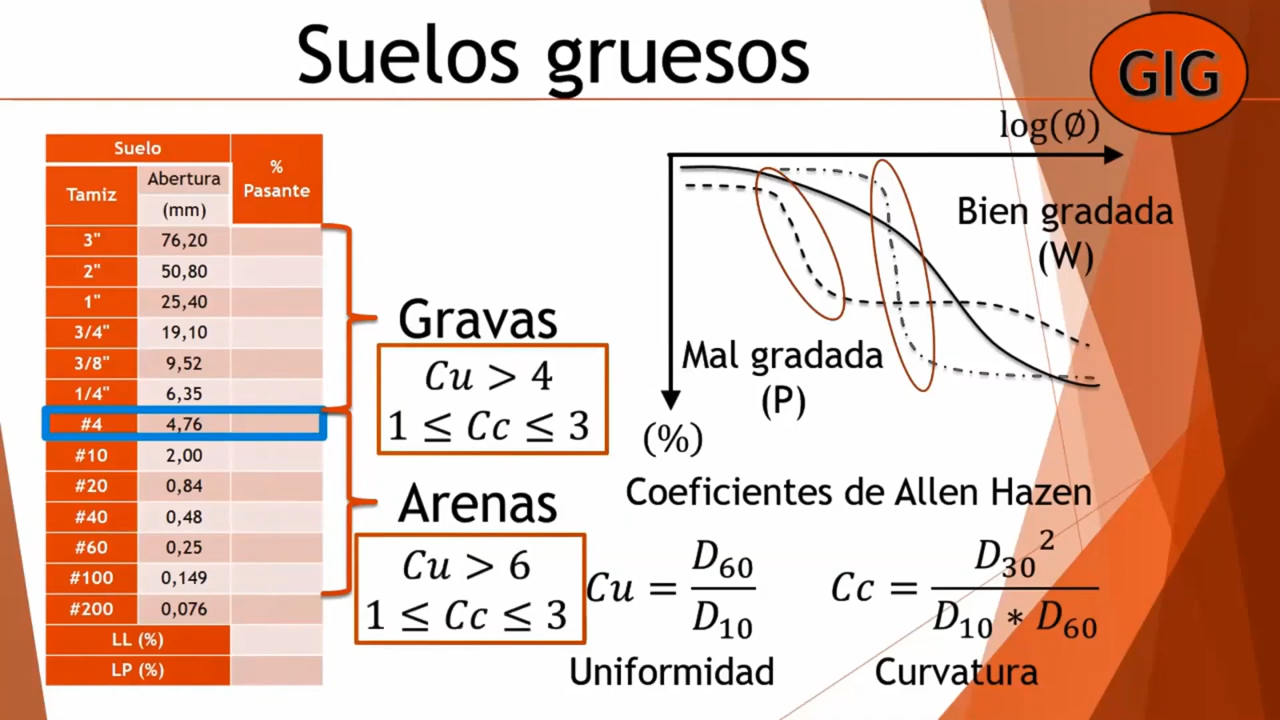 Suelos gruesos
GIG
Suelo
%
Pasante
Tamiz
Abertura
(mm)
3" 76,20
2" 50,80
1" 25,40
3/4" 19,10
3/8" 9,52
1/4" 6,35
#4 4,76
#10 2,00
#20 0,84
#40 0,48
#60 0,25
#100 0,149
#200 0,076
LL (%)
LP (%)
Gravas
Cu > 4
1 ≤ Cc ≤ 3
Arenas
Cu > 6
1 ≤ Cc ≤ 3
log(Ø)
Bien gradada
(W)
Mal gradada
(P)
(%)
Coeficientes de Allen Hazen
Cu = D₆₀ / D₁₀
Uniformidad
Cc = D₃₀² / D₁₀ * D₆₀
Curvatura